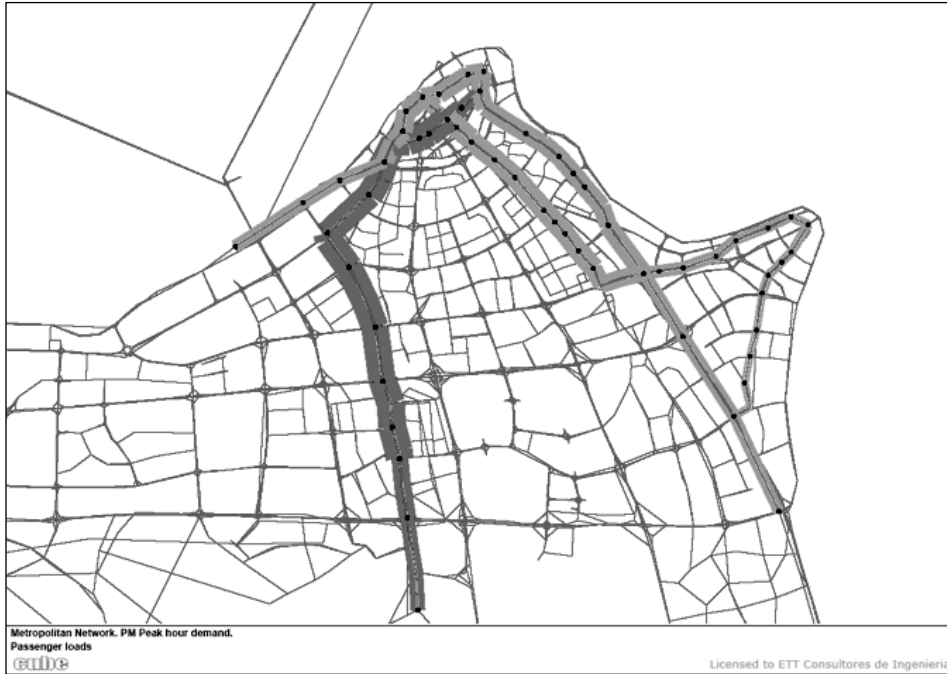 Metropolitan Network. PM Peak hour demand.
Passenger loads
cube
Licensed to ETT Consultores de Ingenieria